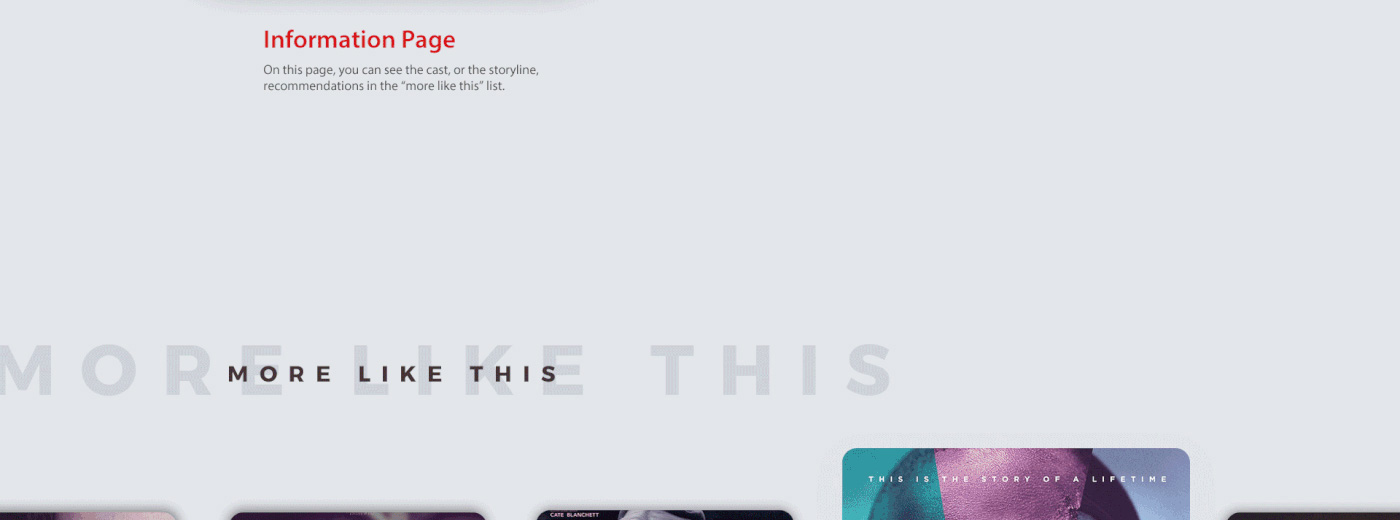 Information Page
On this page, you can see the cast, or the storyline,
recommendations in the “more like this” list.
MORE LIKE THIS
MORE LIKE THIS
THIS IS THE STORY OF A LIFETIME
CATE BLANCHETT